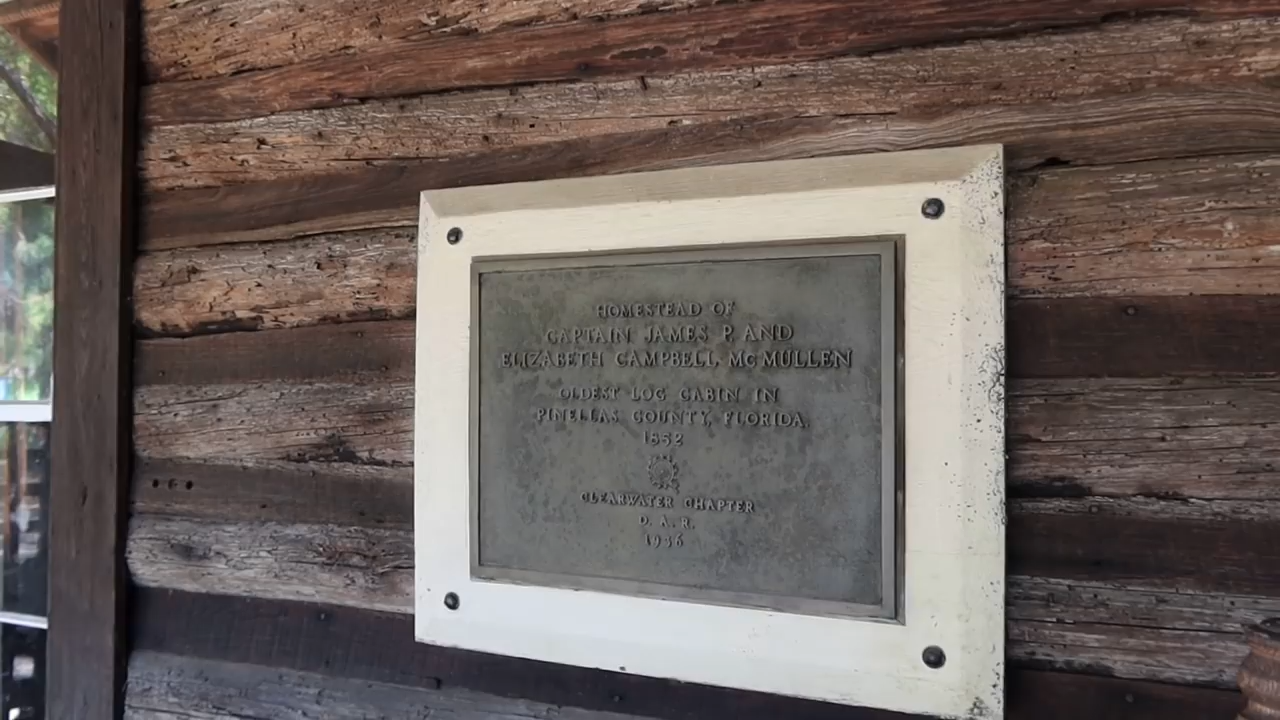 HOMESTEAD OF
CAPTAIN JAMES P. AND
ELIZABETH CAMPBELL MCMULLEN
OLDEST LOG CABIN IN
PINELLAS COUNTY, FLORIDA.
1852
CLEARWATER CHAPTER
D. A. R.
1936